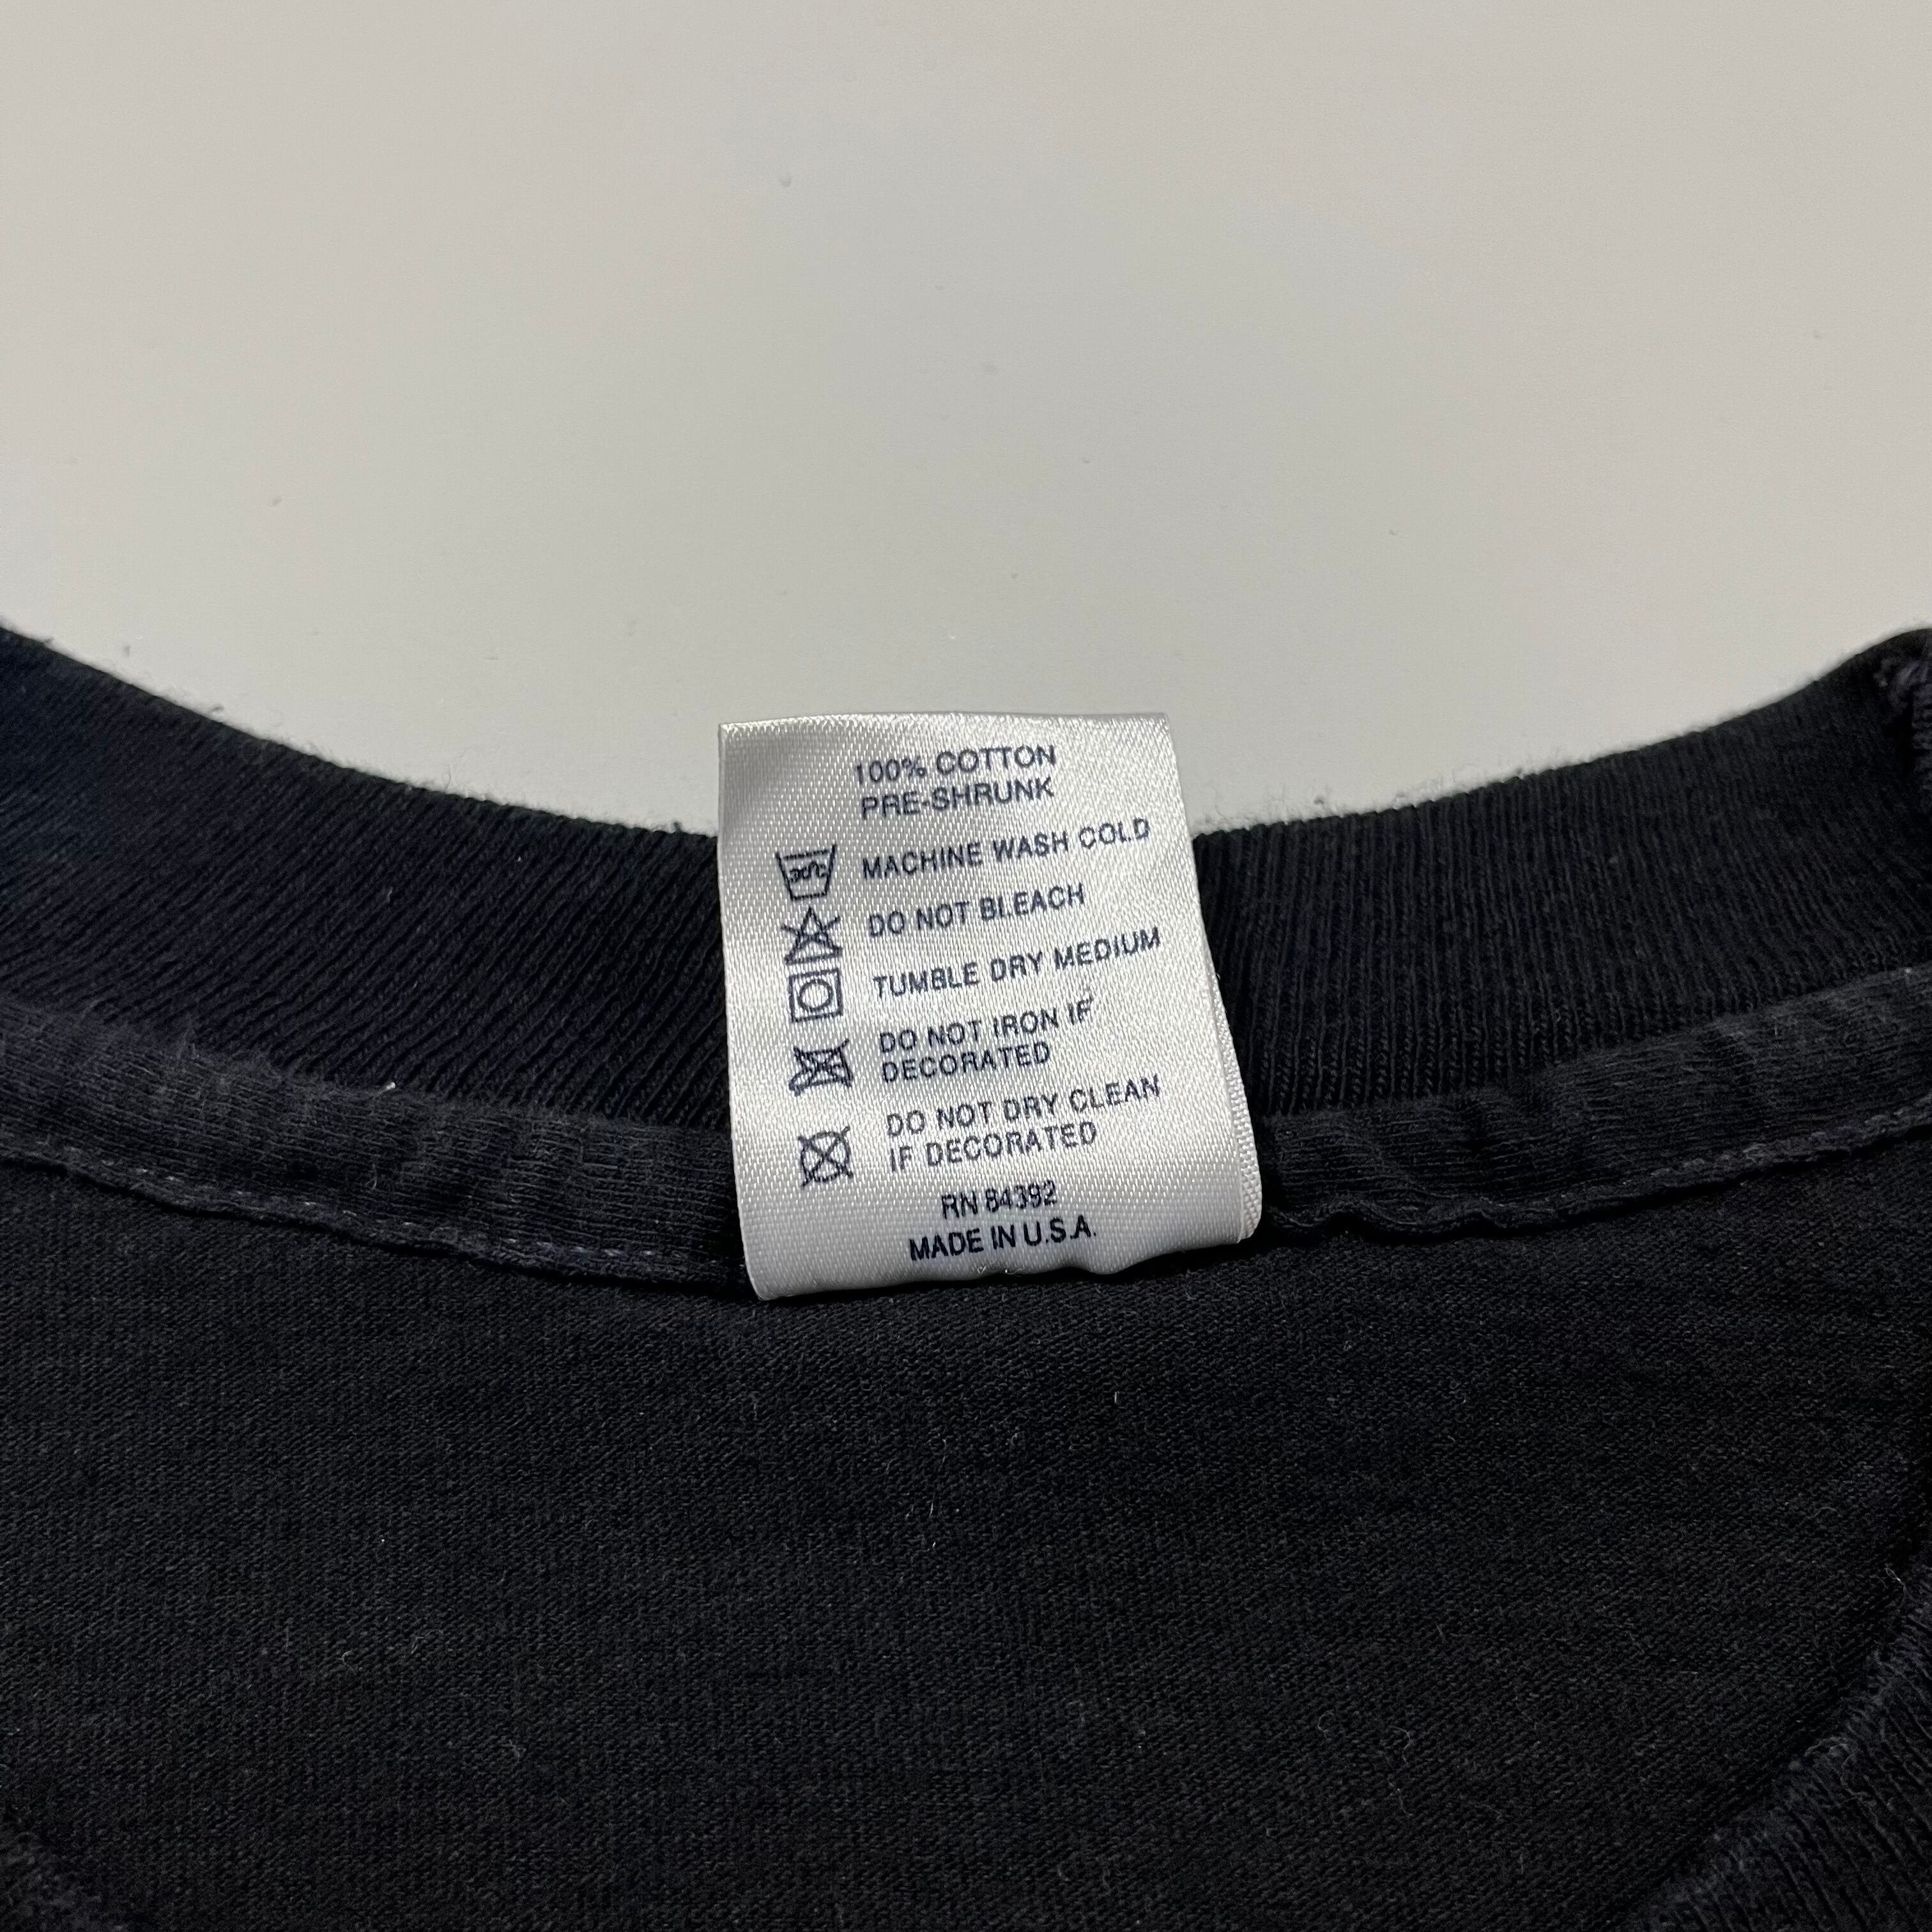 100% COTTON
PRE-SHRUNK
MACHINE WASH COLD
DO NOT BLEACH
TUMBLE DRY MEDIUM
DO NOT IRON IF
DECORATED
DO NOT DRY CLEAN
IF DECORATED
RN 84392
MADE IN U.S.A.